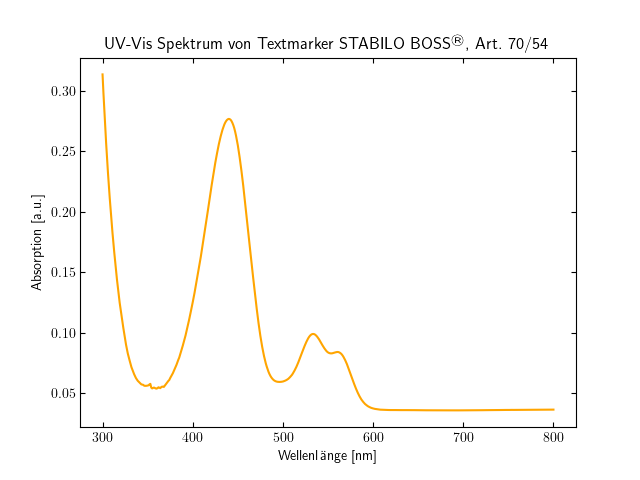 UV-Vis Spektrum von Textmarker STABILO BOSS®, Art. 70/54
0.30
0.25
0.20
0.15
0.10
0.05
Absorption [a.u.]
300 400 500 600 700 800
Wellenlänge [nm]